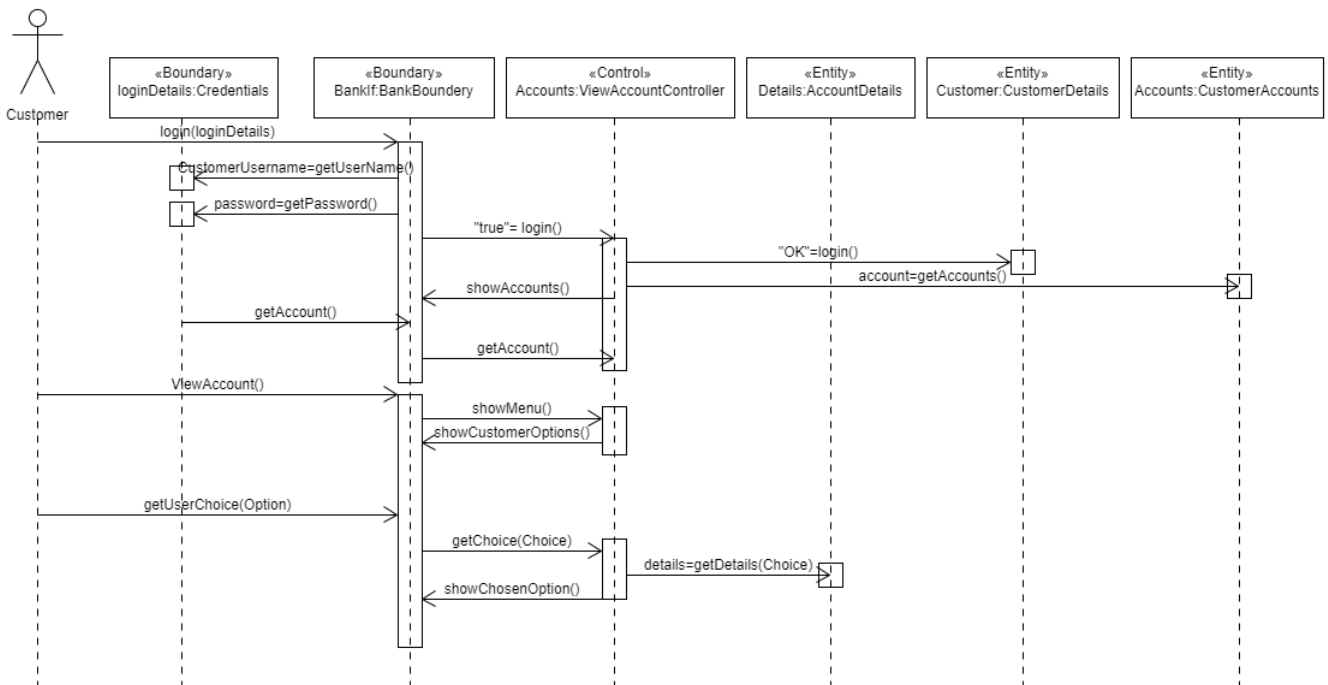 «Boundary»
loginDetails:Credentials
«Boundary»
BankIf:BankBoundery
«Control»
Accounts:ViewAccountController
«Entity»
Details:AccountDetails
«Entity»
Customer:CustomerDetails
«Entity»
Accounts:CustomerAccounts
Customer
login(loginDetails)
CustomerUsername=getUserName()
password=getPassword()
"true"= login()
"OK"=login()
account=getAccounts()
showAccounts()
getAccount()
getAccount()
ViewAccount()
showMenu()
showCustomerOptions()
getUserChoice(Option)
getChoice(Choice)
details=getDetails(Choice)
showChosenOption()